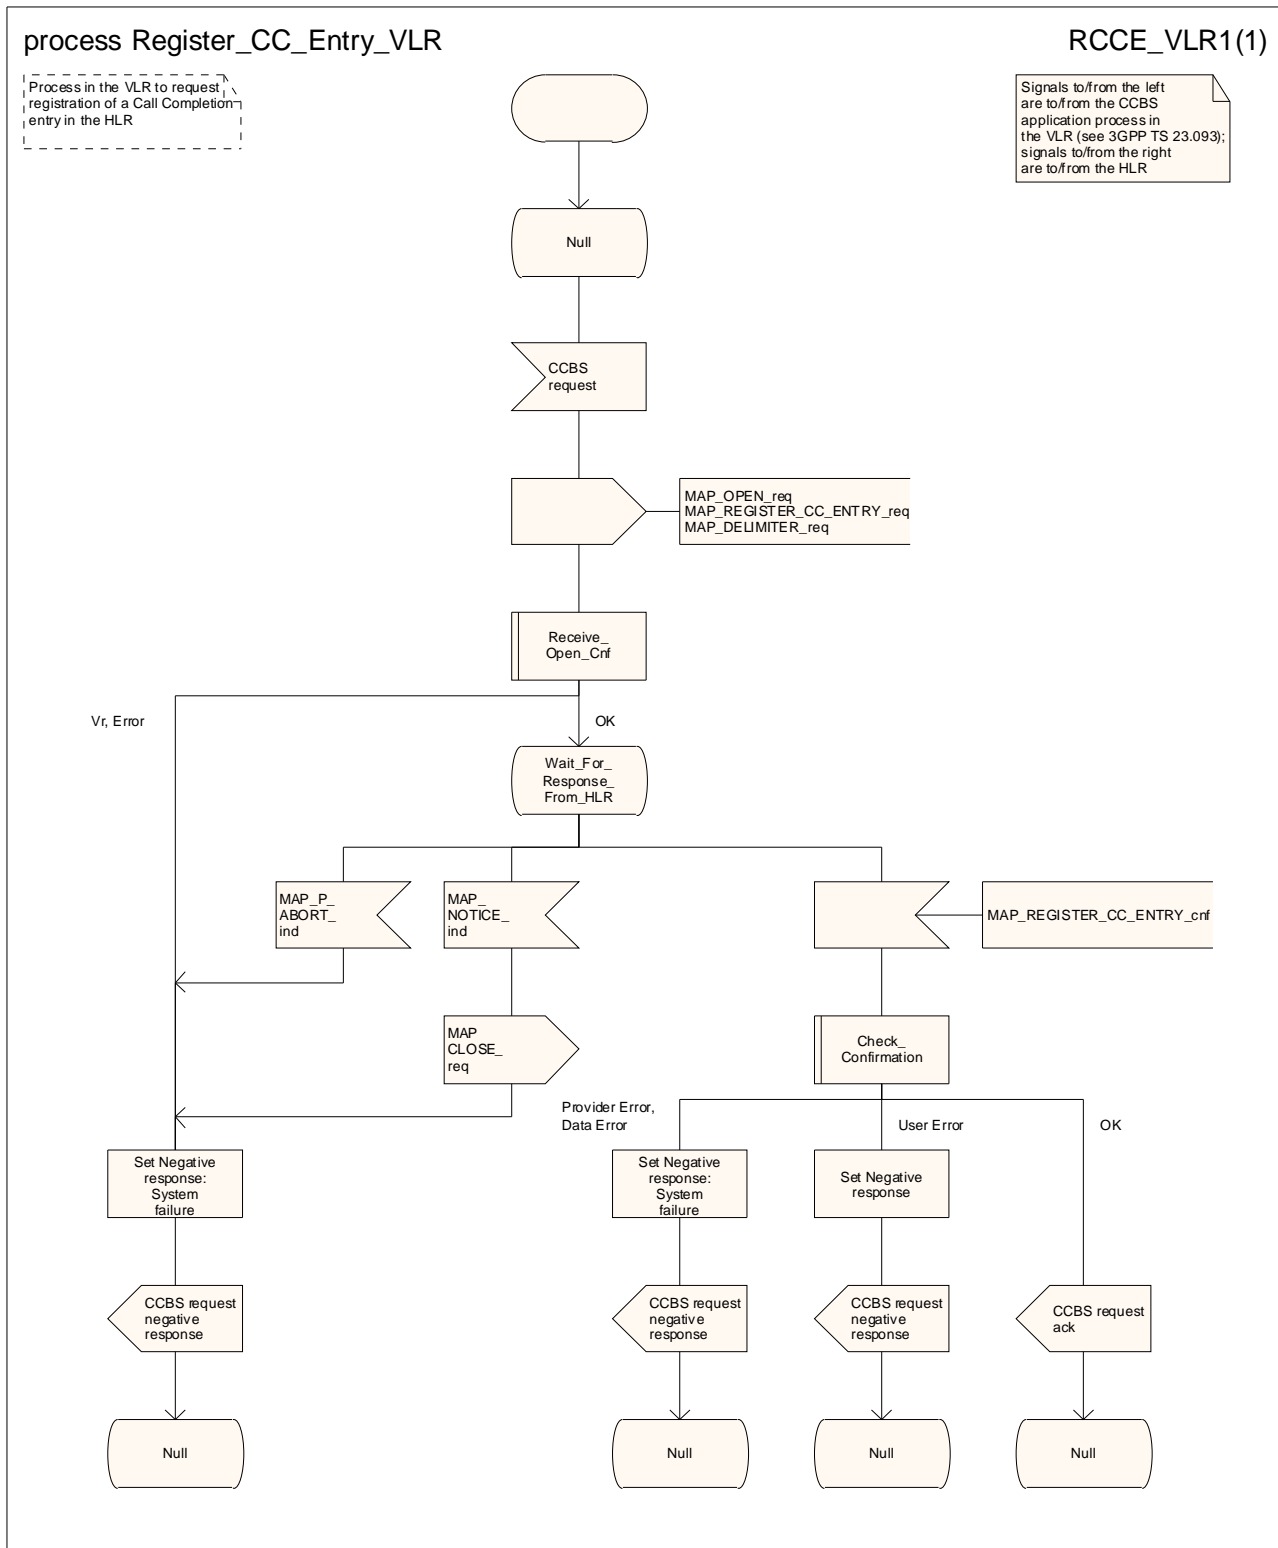 process Register_CC_Entry_VLR
RCCE_VLR1(1)
Process in the VLR to request
registration of a Call Completion
entry in the HLR
Signals to/from the left
are to/from the CCBS
application process in
the VLR (see 3GPP TS 23.093);
signals to/from the right
are to/from the HLR
Null
CCBS
request
MAP_OPEN_req
MAP_REGISTER_CC_ENTRY_req
MAP_DELIMITER_req
Receive_
Open_Cnf
Vr, Error
OK
Wait_For_
Response_
From_HLR
MAP_P_
ABORT_
ind
MAP_
NOTICE_
ind
MAP_REGISTER_CC_ENTRY_cnf
MAP
CLOSE_
req
Check_
Confirmation
Provider Error,
Data Error
User Error
OK
Set Negative
response:
System
failure
Set Negative
response:
System
failure
Set Negative
response
CCBS request
negative
response
CCBS request
negative
response
CCBS request
negative
response
CCBS request
ack
Null
Null
Null
Null